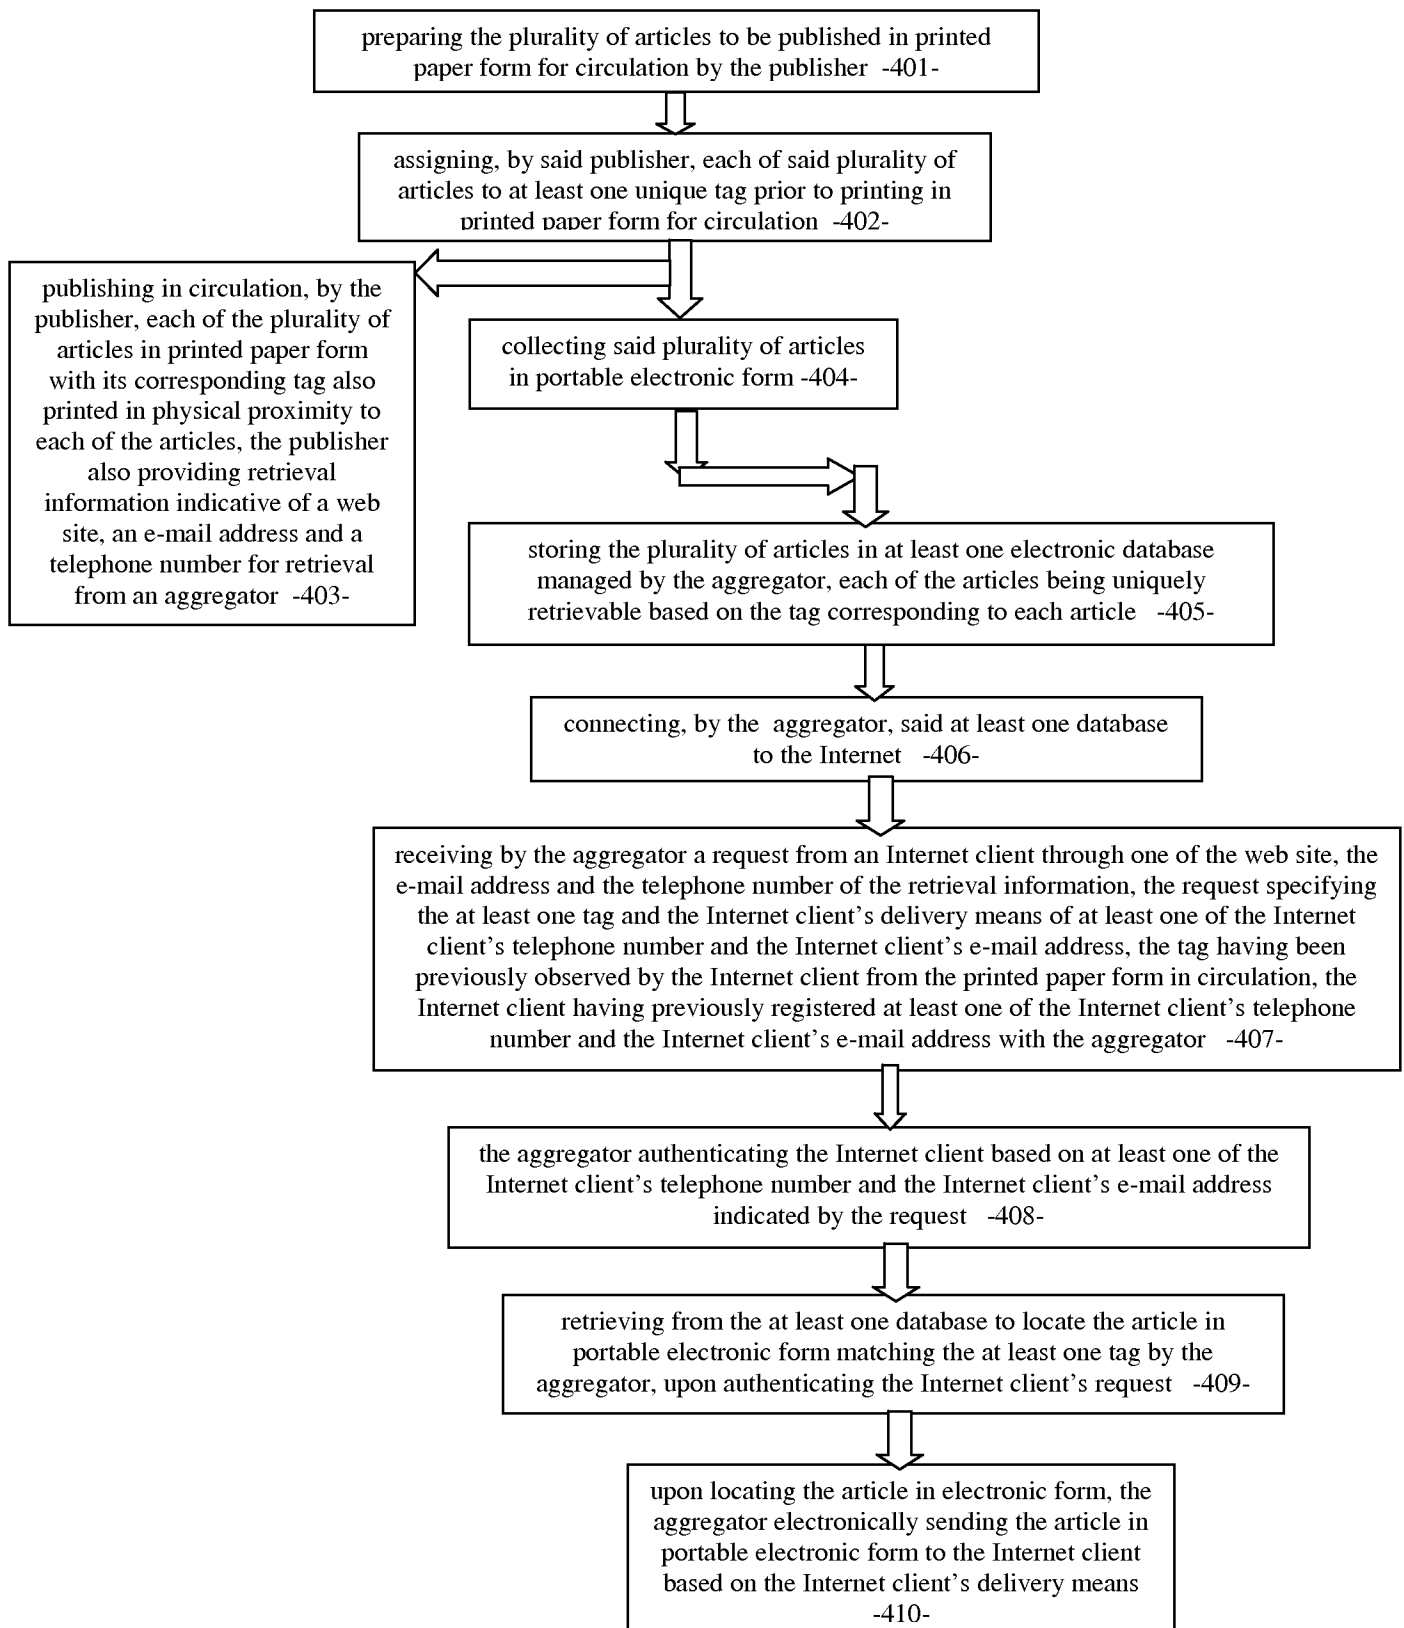 preparing the plurality of articles to be published in printed
paper form for circulation by the publisher -401-
assigning, by said publisher, each of said plurality of
articles to at least one unique tag prior to printing in
printed paper form for circulation -402-
publishing in circulation, by the
publisher, each of the plurality of
articles in printed paper form
with its corresponding tag also
printed in physical proximity to
each of the articles, the publisher
also providing retrieval
information indicative of a web
site, an e-mail address and a
telephone number for retrieval
from an aggregator -403-
collecting said plurality of articles
in portable electronic form -404-
storing the plurality of articles in at least one electronic database
managed by the aggregator, each of the articles being uniquely
retrievable based on the tag corresponding to each article -405-
connecting, by the aggregator, said at least one database
to the Internet -406-
receiving by the aggregator a request from an Internet client through one of the web site, the
e-mail address and the telephone number of the retrieval information, the request specifying
the at least one tag and the Internet client’s delivery means of at least one of the Internet
client’s telephone number and the Internet client’s e-mail address, the tag having been
previously observed by the Internet client from the printed paper form in circulation, the
Internet client having previously registered at least one of the Internet client’s telephone
number and the Internet client’s e-mail address with the aggregator -407-
the aggregator authenticating the Internet client based on at least one of the
Internet client’s telephone number and the Internet client’s e-mail address
indicated by the request -408-
retrieving from the at least one database to locate the article in
portable electronic form matching the at least one tag by the
aggregator, upon authenticating the Internet client’s request -409-
upon locating the article in electronic form, the
aggregator electronically sending the article in
portable electronic form to the Internet client
based on the Internet client’s delivery means
-410-